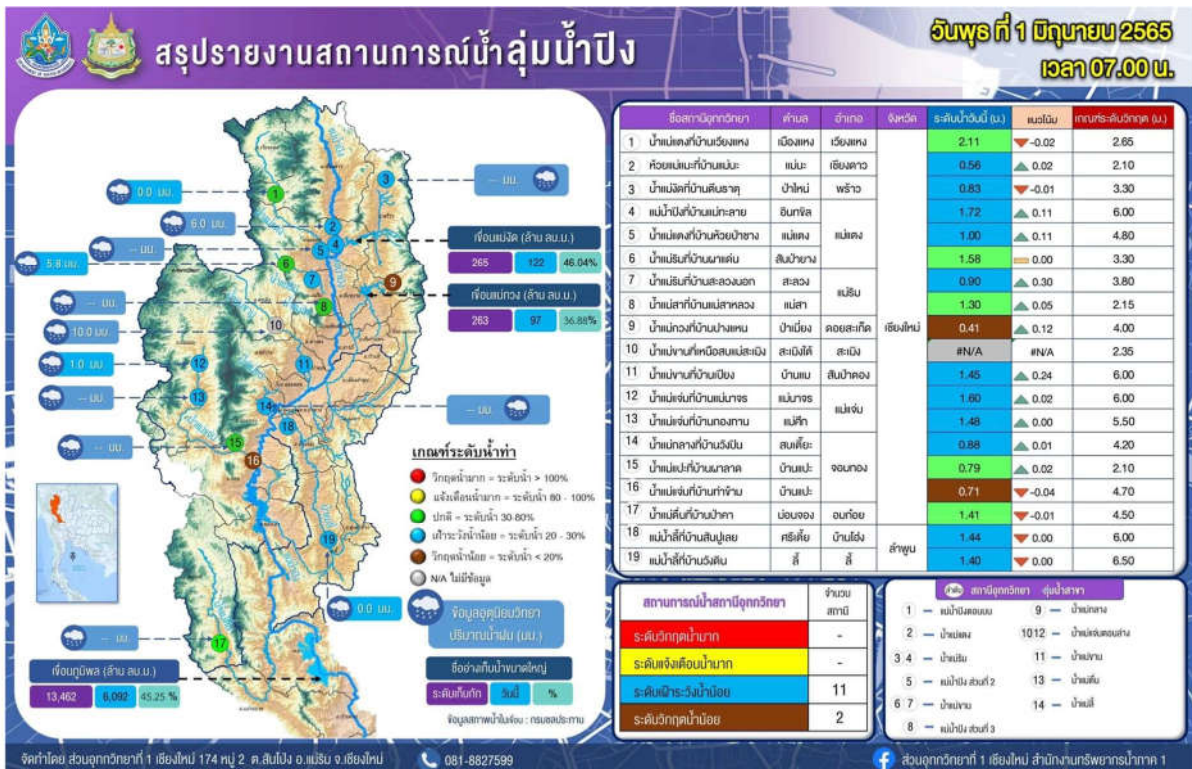 สรุปรายงานสถานการณ์น้ำลุ่มน้ำปิง
วันพุธ ที่ 1 มิถุนายน 2565
เวลา 07.00 น.
0.0 มม.
6.0 มม.
-- มม.
5.8 มม.
-- มม.
10.0 มม.
1.0 มม.
-- มม.
-- มม.
-- มม.
-- มม.
-- มม.
0.0 มม.
เขื่อนแม่งัด (ล้าน ลบ.ม.)
265 122 46.04%
เขื่อนแม่กวง (ล้าน ลบ.ม.)
263 97 36.88%
เขื่อนภูมิพล (ล้าน ลบ.ม.)
13,462 6,092 45.25 %
เกณฑ์ระดับน้ำท่า
วิกฤตน้ำมาก = ระดับน้ำ > 100%
แจ้งเตือนน้ำมาก = ระดับน้ำ 80 - 100%
ปกติ = ระดับน้ำ 30-80%
เฝ้าระวังน้ำน้อย = ระดับน้ำ 20 - 30%
วิกฤตน้ำน้อย = ระดับน้ำ < 20%
N/A ไม่มีข้อมูล
ข้อมูลอุตุนิยมวิทยา
ปริมาณน้ำฝน (มม.)
ชื่ออ่างเก็บน้ำขนาดใหญ่
ระดับเก็บกัก วันนี้ %
ข้อมูลสภาพน้ำในเขื่อน : กรมชลประทาน
ชื่อสถานีอุทกวิทยา ตำบล อำเภอ จังหวัด ระดับน้ำวันนี้ (ม.) แนวโน้ม เกณฑ์ระดับวิกฤต (ม.)
1 น้ำแม่แตงที่บ้านเวียงแหง เมืองแหง เวียงแหง 2.11 -0.02 2.65
2 ห้วยแม่แมะที่บ้านแม่มะ แม่นะ เชียงดาว 0.56 0.02 2.10
3 น้ำแม่งัดที่บ้านตีนธาตุ ป่าไหน่ พร้าว 0.83 -0.01 3.30
4 แม่น้ำปิงที่บ้านแม่ทะลาย อินทขิล แม่แตง 1.72 0.11 6.00
5 น้ำแม่แตงที่บ้านห้วยป่าซาง แม่แตง 1.00 0.11 4.80
6 น้ำแม่ริมที่บ้านผาแด่น สันป่ายาง 1.58 0.00 3.30
7 น้ำแม่ริมที่บ้านสะลวงนอก สะลวง แม่ริม 0.90 0.30 3.80
8 น้ำแม่สาที่บ้านแม่สาหลวง แม่สา 1.30 0.05 2.15
9 น้ำแม่กวงที่บ้านปางแหน ป่าเมี่ยง ดอยสะเก็ด เชียงใหม่ 0.41 0.12 4.00
10 น้ำแม่ขานที่เหนือสบแม่สะเมิง สะเมิงใต้ สะเมิง #N/A #N/A 2.35
11 น้ำแม่ขานที่บ้านเปียง บ้านแม สันป่าตอง 1.45 0.24 6.00
12 น้ำแม่แจ่มที่บ้านแม่นาจร แม่นาจร แม่แจ่ม 1.60 0.02 6.00
13 น้ำแม่แจ่มที่บ้านกองกาน แม่ศึก 1.48 0.00 5.50
14 น้ำแม่กลางที่บ้านวังปิน สบเตี๊ยะ จอมทอง 0.88 0.01 4.20
15 น้ำแม่แปะที่บ้านผาลาด บ้านแปะ 0.79 0.02 2.10
16 น้ำแม่แจ่มที่บ้านท่าข้าม บ้านแปะ 0.71 -0.04 4.70
17 น้ำแม่ตื่นที่บ้านป่าคา ม่อนจอง อมก๋อย 1.41 -0.01 4.50
18 แม่น้ำลี้ที่บ้านสันปูเลย ศรีเตี้ย บ้านโฮ่ง ลำพูน 1.44 0.00 6.00
19 แม่น้ำลี้ที่บ้านวังดิน ลี้ ลี้ 1.40 0.00 6.50
สถานการณ์น้ำสถานีอุทกวิทยา จำนวน สถานี
ระดับวิกฤตน้ำมาก -
ระดับแจ้งเตือนน้ำมาก -
ระดับเฝ้าระวังน้ำน้อย 11
ระดับวิกฤตน้ำน้อย 2
ลำดับ สถานีอุทกวิทยา ลุ่มน้ำสาขา
1 — แม่น้ำปิงตอนบน
2 — น้ำแม่แตง
3 4 — น้ำแม่ริม
5 — แม่น้ำปิง ส่วนที่ 2
6 7 — น้ำแม่ขาน
8 — แม่น้ำปิง ส่วนที่ 3
9 — น้ำแม่กลาง
1012 — น้ำแม่แจ่มตอนล่าง
11 — น้ำแม่ขาน
13 — น้ำแม่ตื่น
14 — น้ำแม่ลี้
จัดทำโดย ส่วนอุทกวิทยาที่ 1 เชียงใหม่ 174 หมู่ 2 ต.สันโป่ง อ.แม่ริม จ.เชียงใหม่ 081-8827599
ส่วนอุทกวิทยาที่ 1 เชียงใหม่ สำนักงานทรัพยากรน้ำภาค 1